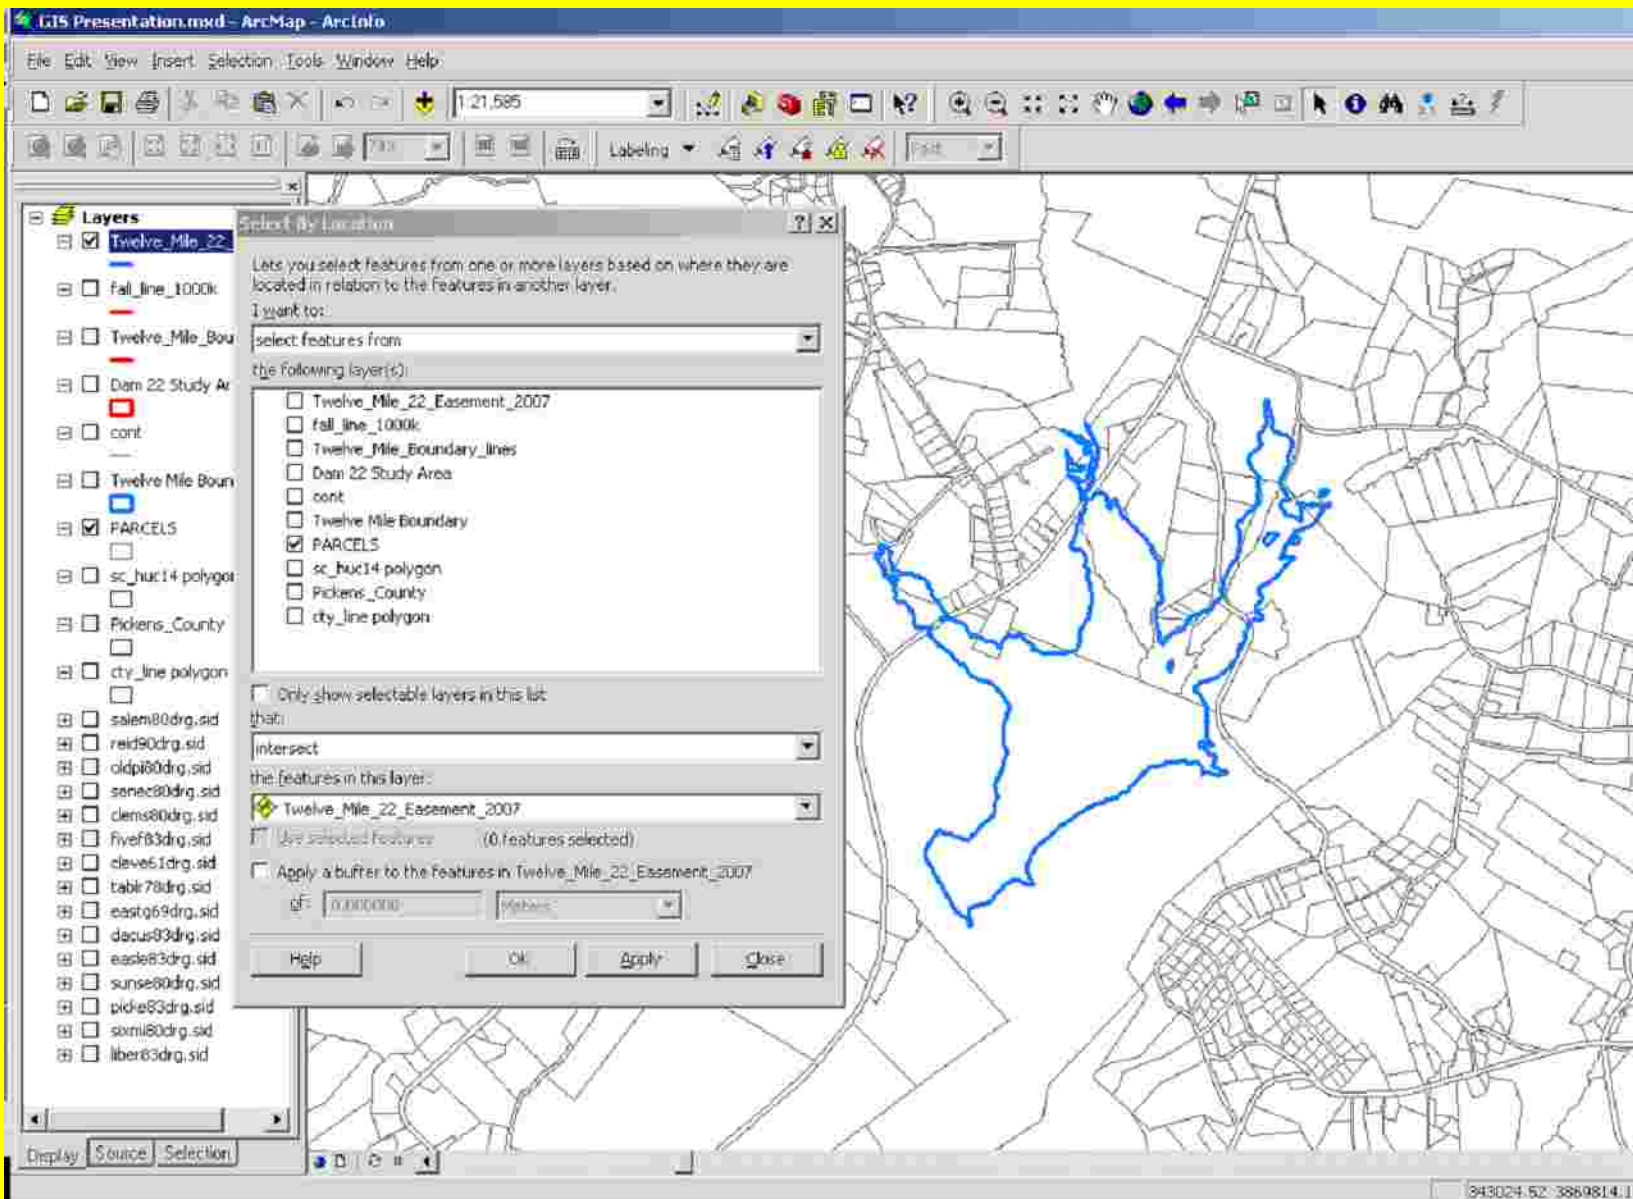 GIS Presentation.mxd - ArcMap - ArcInfo
File Edit View Insert Selection Tools Window Help
1:21,585
Labeling
Layers
Twelve_Mile_22_
fall_line_1000k
Twelve_Mile_Bou
Dam 22 Study Ar
cont
Twelve Mile Boun
PARCELS
sc_huc14 polygon
Pickens_County
cty_line polygon
salem80drg.sid
reid90drg.sid
oldpi80drg.sid
senec80drg.sid
clems80drg.sid
fivef83drg.sid
cleve61drg.sid
tablr78drg.sid
eastg69drg.sid
dacus83drg.sid
easle83drg.sid
sunse80drg.sid
picke83drg.sid
sixmi80drg.sid
liber83drg.sid
Display Source Selection
Select By Location
Lets you select features from one or more layers based on where they are
located in relation to the features in another layer.
I want to:
select features from
the following layer(s):
Twelve_Mile_22_Easement_2007
fall_line_1000k
Twelve_Mile_Boundary_lines
Dam 22 Study Area
cont
Twelve Mile Boundary
PARCELS
sc_huc14 polygon
Pickens_County
cty_line polygon
Only show selectable layers in this list
that:
intersect
the features in this layer:
Twelve_Mile_22_Easement_2007
Use selected features (0 features selected)
Apply a buffer to the features in Twelve_Mile_22_Easement_2007
of: 0.000000 Meters
Help OK Apply Close